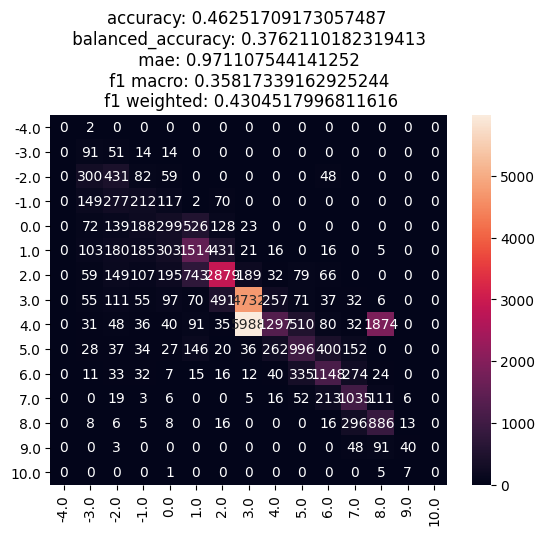 accuracy: 0.46251709173057487
balanced_accuracy: 0.3762110182319413
mae: 0.971107544141252
f1 macro: 0.35817339162925244
f1 weighted: 0.4304517996811616
-4.0 0 2 0 0 0 0 0 0 0 0 0 0 0 0 0
-3.0 0 91 51 14 14 0 0 0 0 0 0 0 0 0 0
-2.0 0 300 431 82 59 0 0 0 0 0 48 0 0 0 0
-1.0 0 149 277 212 117 2 70 0 0 0 0 0 0 0 0
0.0 0 72 139 188 299 526 128 23 0 0 0 0 0 0 0
1.0 0 103 180 185 303 1514 431 21 16 0 16 0 5 0 0
2.0 0 59 149 107 195 743 2879 189 32 79 66 0 0 0 0
3.0 0 55 111 55 97 70 491 4732 257 71 37 32 6 0 0
4.0 0 31 48 36 40 91 35 5988 1297 510 80 32 1874 0 0
5.0 0 28 37 34 27 146 20 36 262 996 400 152 0 0 0
6.0 0 11 33 32 7 15 16 12 40 335 1148 274 24 0 0
7.0 0 0 19 3 6 0 0 5 16 52 213 1035 111 6 0
8.0 0 8 6 5 8 0 16 0 0 0 16 296 886 13 0
9.0 0 0 3 0 0 0 0 0 0 0 0 48 91 40 0
10.0 0 0 0 0 1 0 0 0 0 0 0 0 5 7 0
-4.0 -3.0 -2.0 -1.0 0.0 1.0 2.0 3.0 4.0 5.0 6.0 7.0 8.0 9.0 10.0
5000
4000
3000
2000
1000
0